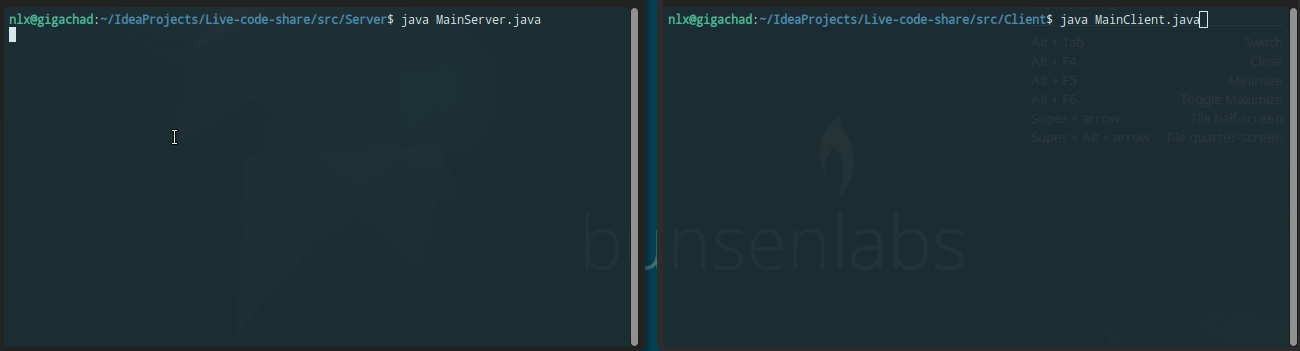 nlx@gigachad:~/IdeaProjects/Live-code-share/src/Server$ java MainServer.java
nlx@gigachad:~/IdeaProjects/Live-code-share/src/Client$ java MainClient.java
Alt + Tab Switch
Alt + F4 Close
Alt + F5 Minimize
Alt + F6 Toggle Maximize
Super + arrow Tile half-screen
Super + Alt + arrow Tile quarter-screen
bunsenlabs